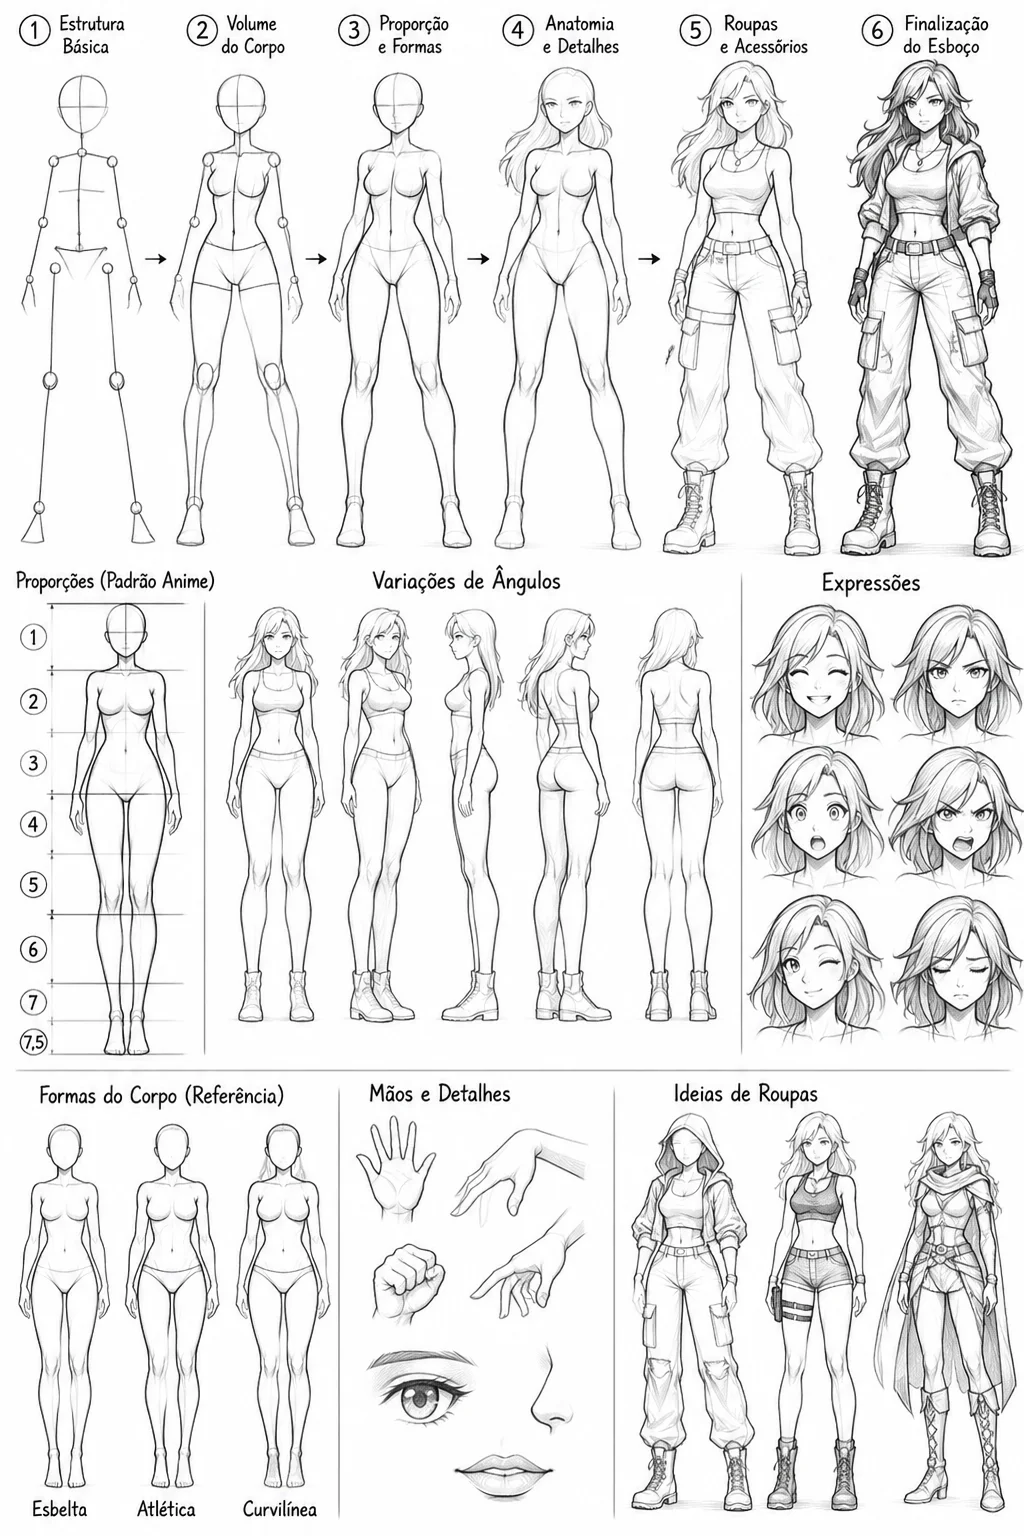 1 Estrutura
Básica
2 Volume
do Corpo
3 Proporção
e Formas
4 Anatomia
e Detalhes
5 Roupas
e Acessórios
6 Finalização
do Esboço
Proporções (Padrão Anime)
1
2
3
4
5
6
7
7,5
Variações de Ângulos
Expressões
Formas do Corpo (Referência)
Esbelta
Atlética
Curvilínea
Mãos e Detalhes
Ideias de Roupas